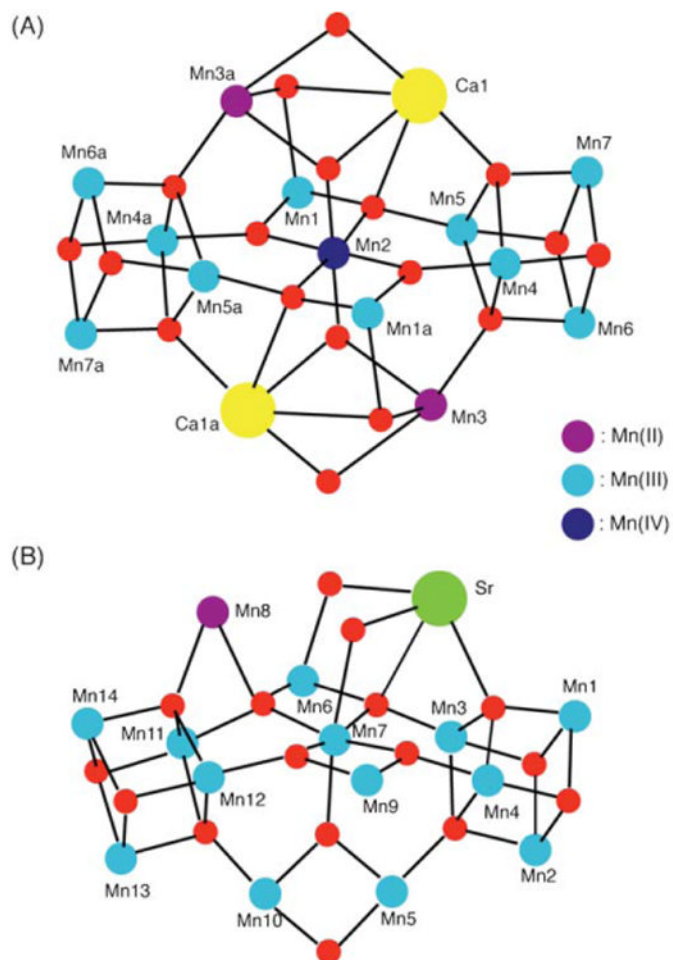 (A)
Mn3a
Ca1
Mn6a
Mn7
Mn4a
Mn1
Mn5
Mn2
Mn4
Mn5a
Mn1a
Mn7a
Mn6
Ca1a
Mn3
: Mn(II)
: Mn(III)
: Mn(IV)
(B)
Mn8
Sr
Mn14
Mn6
Mn3
Mn1
Mn11
Mn7
Mn12
Mn9
Mn4
Mn13
Mn2
Mn10
Mn5